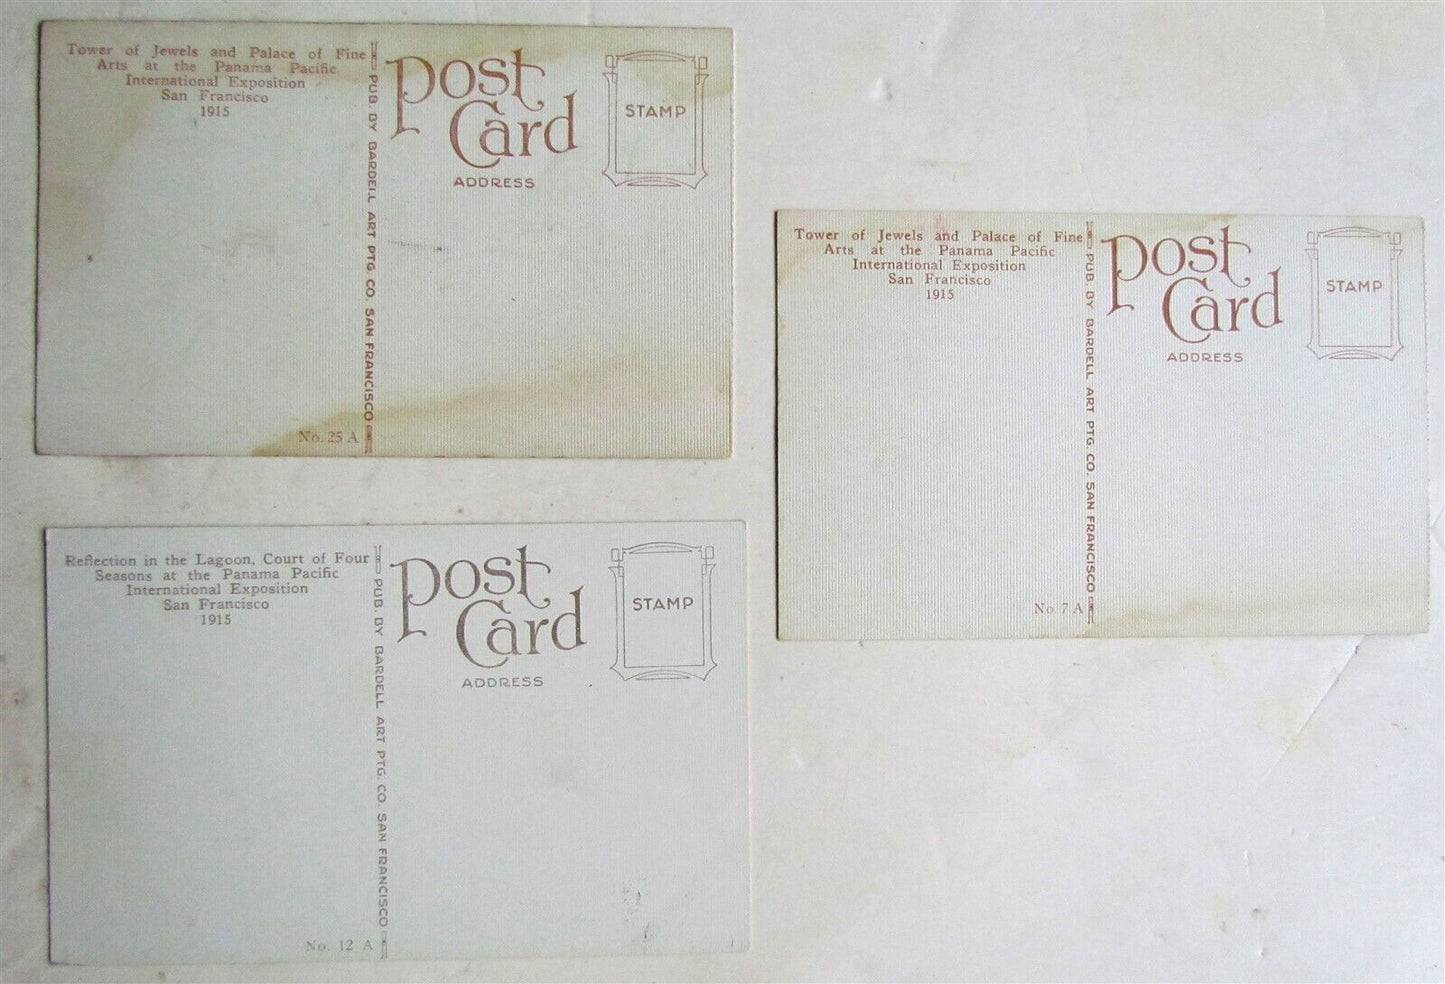 Tower of Jewels and Palace of Fine
Arts at the Panama Pacific
International Exposition
San Francisco
1915
PUB. BY BARDELL ART PTG. CO. SAN FRANCISCO
No. 25 A
Post
Card
ADDRESS
STAMP
Tower of Jewels and Palace of Fine
Arts at the Panama Pacific
International Exposition
San Francisco
1915
PUB. BY BARDELL ART PTG. CO. SAN FRANCISCO
No. 7 A
Post
Card
ADDRESS
STAMP
Reflection in the Lagoon, Court of Four
Seasons at the Panama Pacific
International Exposition
San Francisco
1915
PUB. BY BARDELL ART PTG. CO. SAN FRANCISCO
No. 12 A
Post
Card
ADDRESS
STAMP